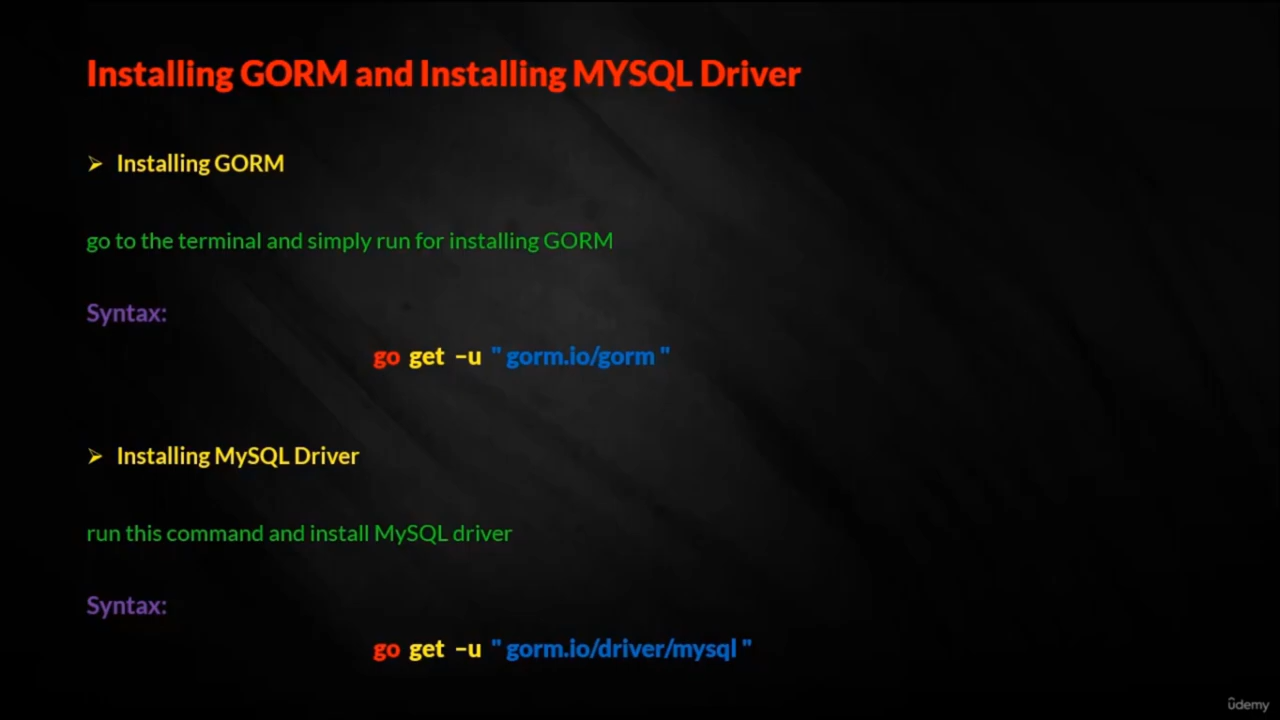 Installing GORM and Installing MYSQL Driver
➢ Installing GORM
go to the terminal and simply run for installing GORM
Syntax:
go get –u " gorm.io/gorm "
➢ Installing MySQL Driver
run this command and install MySQL driver
Syntax:
go get –u " gorm.io/driver/mysql "
ûdemy